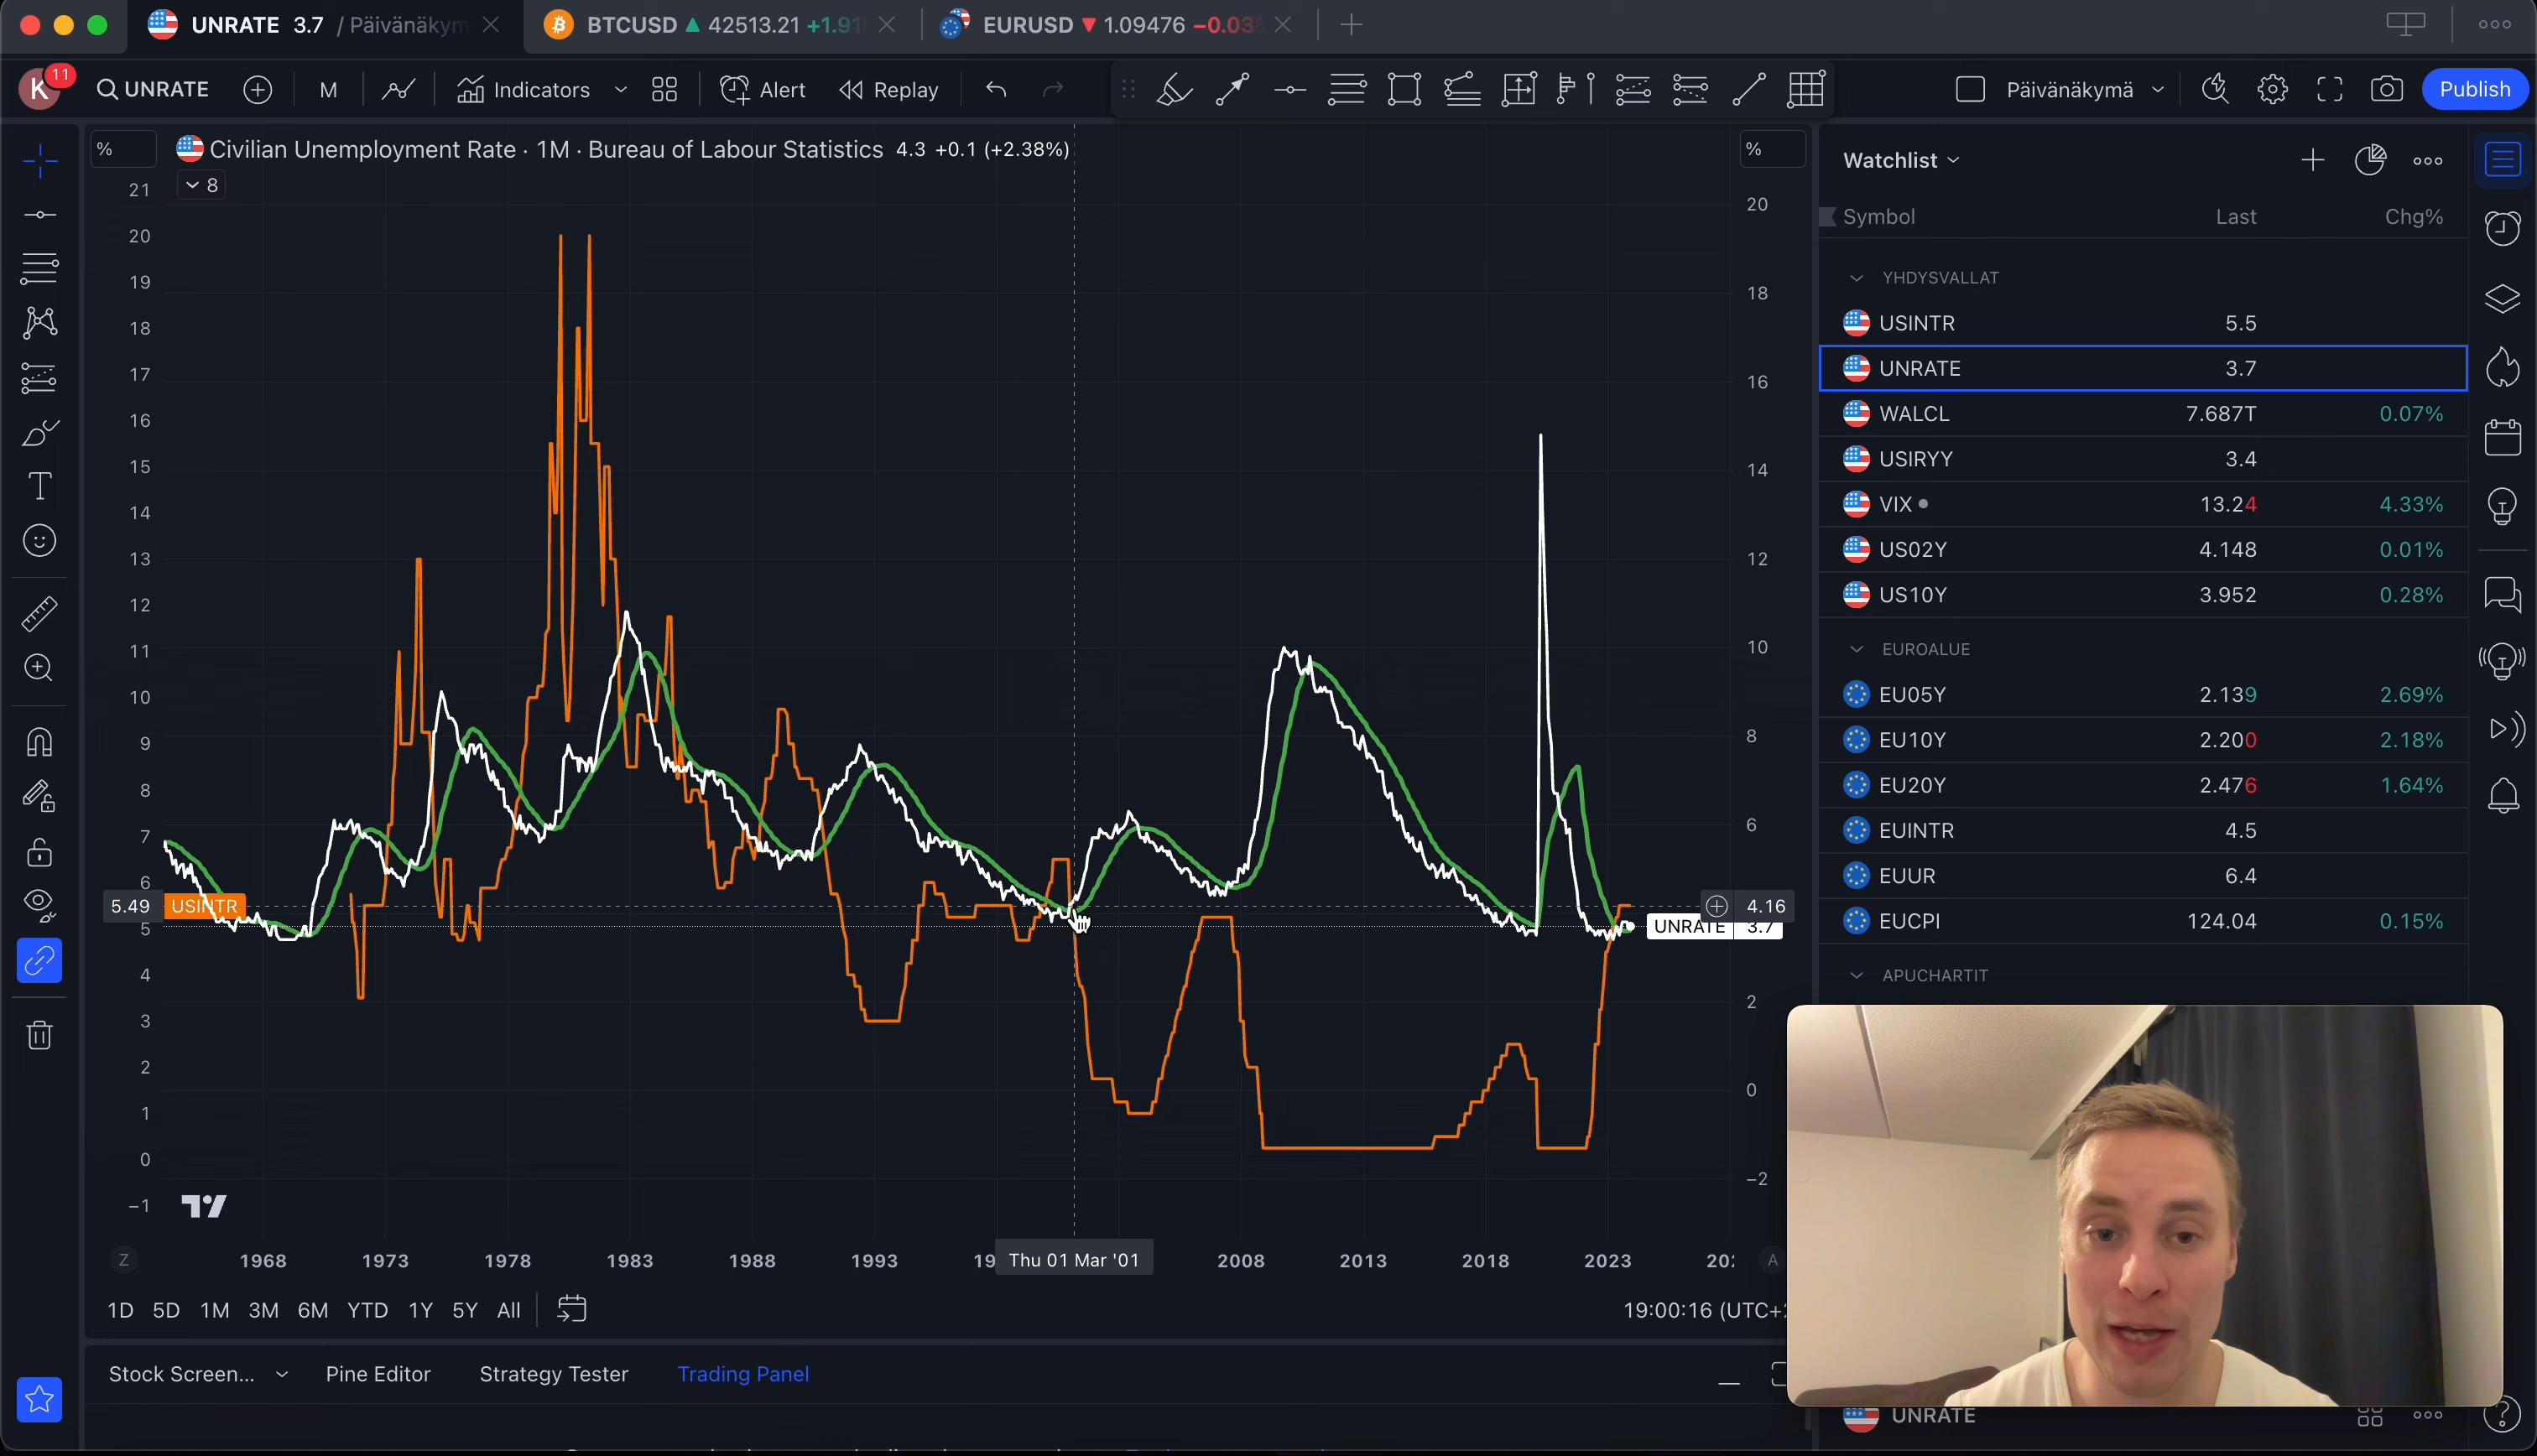 UNRATE 3.7 / Päivänäkym
BTCUSD 42513.21 +1.91
EURUSD 1.09476 −0.03
K 11 UNRATE M Indicators Alert Replay
Päivänäkymä Publish
% Civilian Unemployment Rate · 1M · Bureau of Labour Statistics 4.3 +0.1 (+2.38%) %
8
21
20
19
18
17
16
15
14
13
12
11
10
9
8
7
6
5.49 USINTR
5
4
3
2
1
0
−1
20
18
16
14
12
10
8
6
4.16
UNRATE 3.7
2
0
−2
Z 1968 1973 1978 1983 1988 1993 19 Thu 01 Mar '01 2008 2013 2018 2023 202 A
1D 5D 1M 3M 6M YTD 1Y 5Y All 19:00:16 (UTC+2
Stock Screen... Pine Editor Strategy Tester Trading Panel
Watchlist
Symbol Last Chg%
YHDYSVALLAT
USINTR 5.5
UNRATE 3.7
WALCL 7.687T 0.07%
USIRYY 3.4
VIX 13.24 4.33%
US02Y 4.148 0.01%
US10Y 3.952 0.28%
EUROALUE
EU05Y 2.139 2.69%
EU10Y 2.200 2.18%
EU20Y 2.476 1.64%
EUINTR 4.5
EUUR 6.4
EUCPI 124.04 0.15%
APUCHARTIT
UNRATE